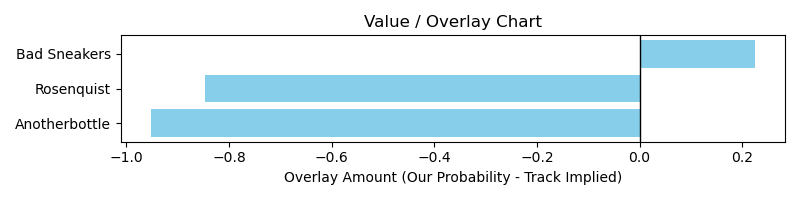 Value / Overlay Chart
Bad Sneakers
Rosenquist
Anotherbottle
−1.0 −0.8 −0.6 −0.4 −0.2 0.0 0.2
Overlay Amount (Our Probability - Track Implied)